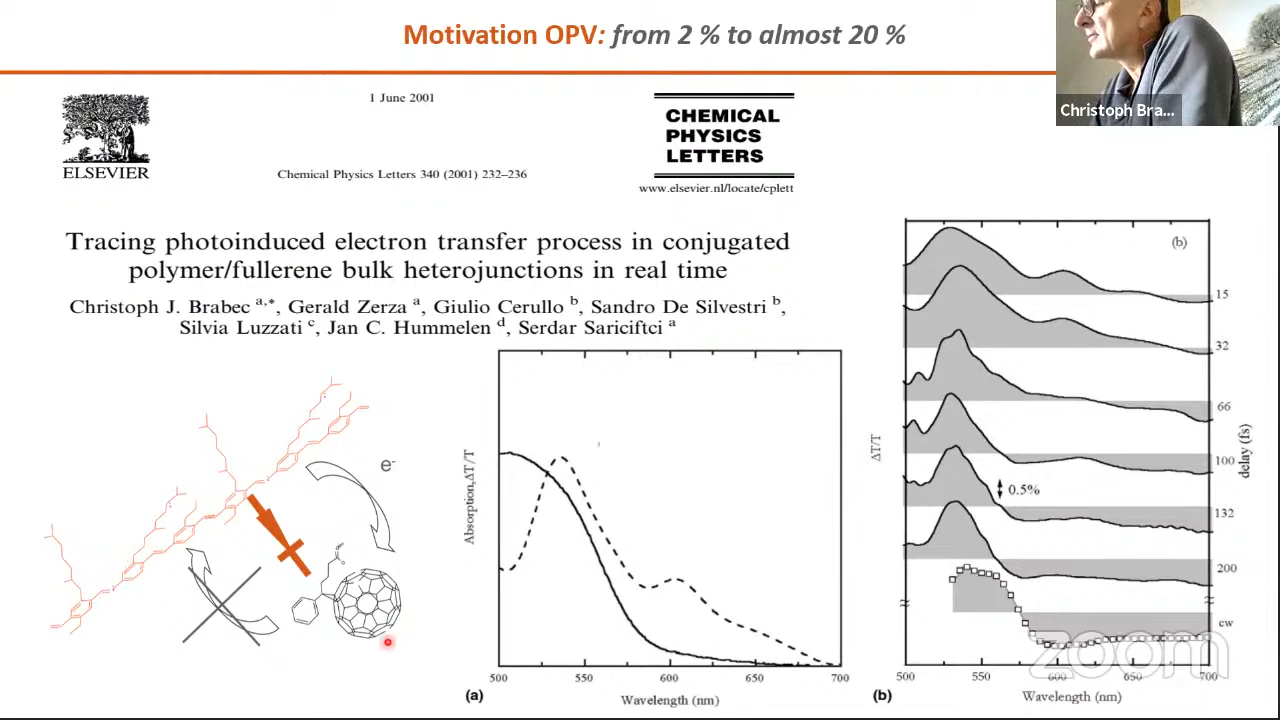 Motivation OPV: from 2 % to almost 20 %
Christoph Bra...
1 June 2001
ELSEVIER
CHEMICAL
PHYSICS
LETTERS
Chemical Physics Letters 340 (2001) 232–236
www.elsevier.nl/locate/cplett
Tracing photoinduced electron transfer process in conjugated
polymer/fullerene bulk heterojunctions in real time
Christoph J. Brabec a,*, Gerald Zerza a, Giulio Cerullo b, Sandro De Silvestri b,
Silvia Luzzati c, Jan C. Hummelen d, Serdar Sariciftci a
e-
Absorption,ΔT/T
500 550 600 650 700
Wavelength (nm)
(a)
(b)
15
32
66
100
132
200
cw
0.5%
ΔT/T
delay (fs)
500 550 600 650 700
Wavelength (nm)
(b)
zoom